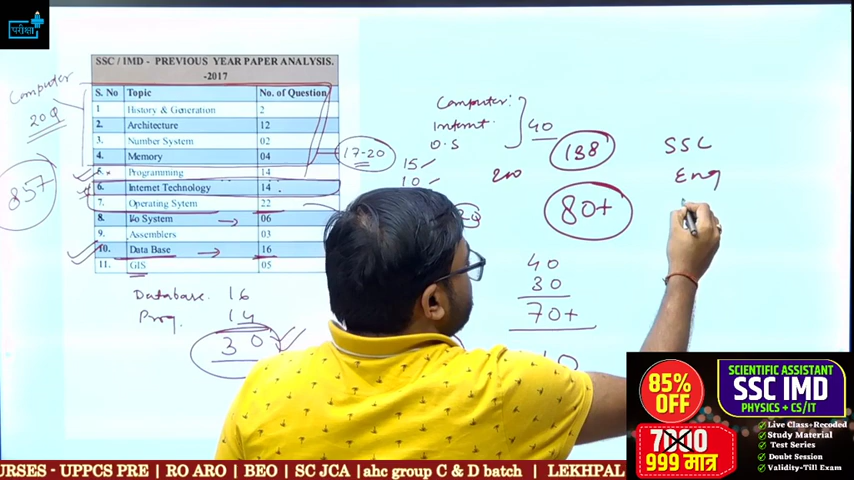 परीक्षा
SSC / IMD - PREVIOUS YEAR PAPER ANALYSIS.
-2017
S. No Topic No. of Question
1 History & Generation 2
2. Architecture 12
3. Number System 02
4. Memory 04
5. Programming 14
6. Internet Technology 14
7. Operating Sytem 22
8. I/o System 06
9. Assemblers 03
10. Data Base 16
11. GIS 05
Computer
20Q
857
17-20
Computer
Internet
O.S
40
138
15
10
200
80+
40
30
70+
Database. 16
Prog. 14
30
SSC
Eng
85%
OFF
7000
999 मात्र
SCIENTIFIC ASSISTANT
SSC IMD
PHYSICS + CS/IT
Live Class+Recoded
Study Material
Test Series
Doubt Session
Validity-Till Exam
URSES - UPPCS PRE | RO ARO | BEO | SC JCA | ahc group C & D batch | LEKHPAL